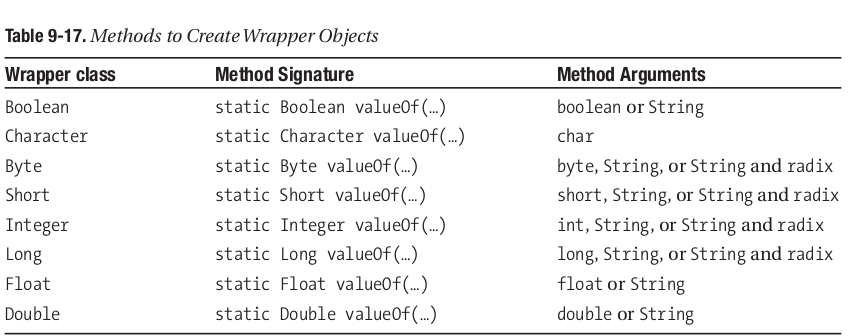 Table 9-17. Methods to Create Wrapper Objects
Wrapper class Method Signature Method Arguments
Boolean static Boolean valueOf(…) boolean or String
Character static Character valueOf(…) char
Byte static Byte valueOf(…) byte, String, or String and radix
Short static Short valueOf(…) short, String, or String and radix
Integer static Integer valueOf(…) int, String, or String and radix
Long static Long valueOf(…) long, String, or String and radix
Float static Float valueOf(…) float or String
Double static Double valueOf(…) double or String